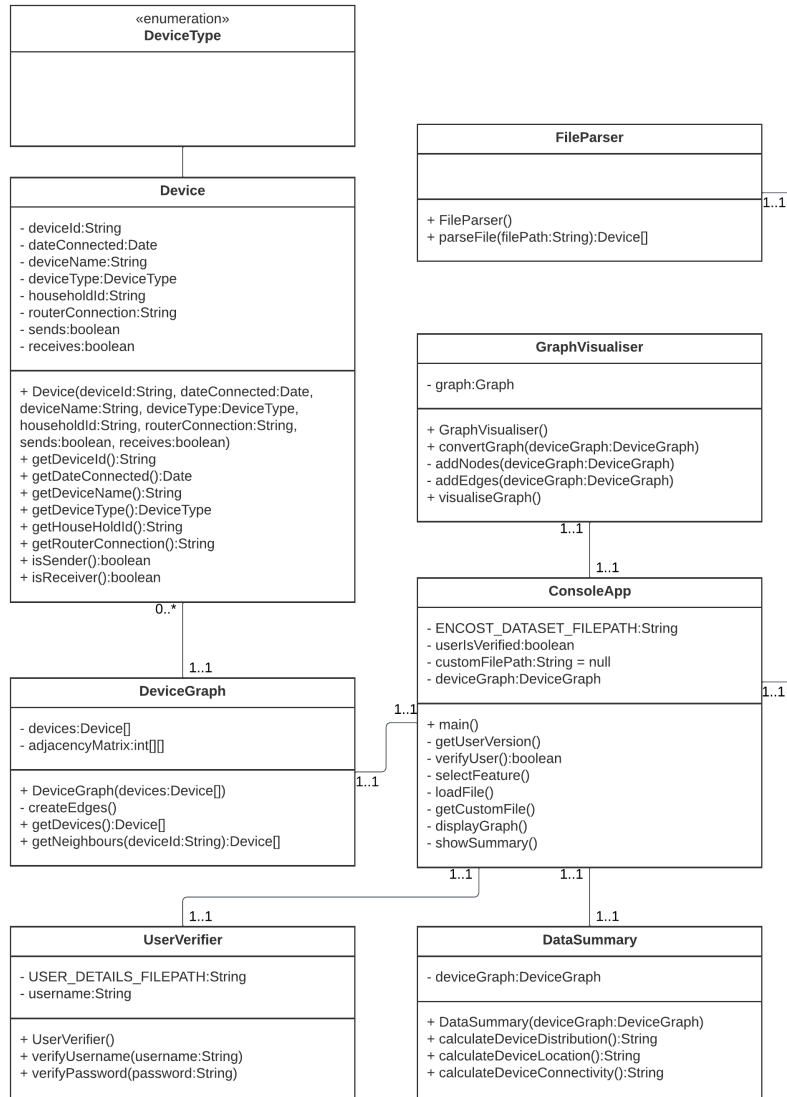 «enumeration»
DeviceType
Device
- deviceId:String
- dateConnected:Date
- deviceName:String
- deviceType:DeviceType
- householdId:String
- routerConnection:String
- sends:boolean
- receives:boolean
+ Device(deviceId:String, dateConnected:Date,
deviceName:String, deviceType:DeviceType,
householdId:String, routerConnection:String,
sends:boolean, receives:boolean)
+ getDeviceId():String
+ getDateConnected():Date
+ getDeviceName():String
+ getDeviceType():DeviceType
+ getHouseHoldId():String
+ getRouterConnection():String
+ isSender():boolean
+ isReceiver():boolean
0..*
1..1
DeviceGraph
- devices:Device[]
- adjacencyMatrix:int[][]
+ DeviceGraph(devices:Device[])
- createEdges()
+ getDevices():Device[]
+ getNeighbours(deviceId:String):Device[]
1..1
1..1
FileParser
+ FileParser()
+ parseFile(filePath:String):Device[]
1..1
GraphVisualiser
- graph:Graph
+ GraphVisualiser()
+ convertGraph(deviceGraph:DeviceGraph)
- addNodes(deviceGraph:DeviceGraph)
- addEdges(deviceGraph:DeviceGraph)
+ visualiseGraph()
1..1
1..1
ConsoleApp
- ENCOST_DATASET_FILEPATH:String
- userIsVerified:boolean
- customFilePath:String = null
- deviceGraph:DeviceGraph
1..1
+ main()
- getUserVersion()
- verifyUser():boolean
- selectFeature()
- loadFile()
- getCustomFile()
- displayGraph()
- showSummary()
1..1
1..1
1..1
1..1
UserVerifier
- USER_DETAILS_FILEPATH:String
- username:String
+ UserVerifier()
+ verifyUsername(username:String)
+ verifyPassword(password:String)
DataSummary
- deviceGraph:DeviceGraph
+ DataSummary(deviceGraph:DeviceGraph)
+ calculateDeviceDistribution():String
+ calculateDeviceLocation():String
+ calculateDeviceConnectivity():String